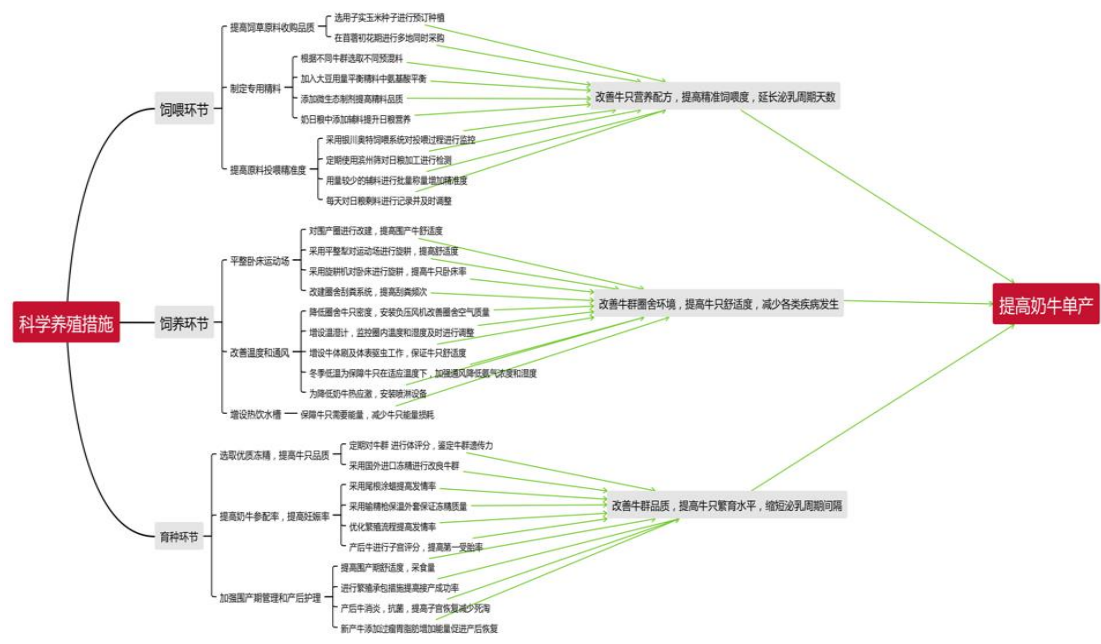 科学养殖措施
饲喂环节
提高饲草原料收购品质
选用子实玉米种子进行预订种植
在苜蓿初花期进行多地同时采购
制定专用精料
根据不同牛群选取不同预混料
加入大豆用量平衡精料中氨基酸平衡
添加微生态制剂提高精料品质
奶日粮中添加辅料提升日粮营养
提高原料投喂精准度
采用银川奥特饲喂系统对投喂过程进行监控
定期使用滨州筛对日粮加工进行检测
用量较少的辅料进行批量称量增加精准度
每天对日粮剩料进行记录并及时调整
改善牛只营养配方，提高精准饲喂度，延长泌乳周期天数
饲养环节
平整卧床运动场
对围产圈进行改建，提高围产牛舒适度
采用平整犁对运动场进行旋耕，提高舒适度
采用旋耕机对卧床进行旋耕，提高牛只卧床率
改建圈舍刮粪系统，提高刮粪频次
改善温度和通风
降低圈舍牛只密度，安装负压风机改善圈舍空气质量
增设温湿计，监控圈内温度和湿度及时进行调整
增设牛体刷及体表驱虫工作，保证牛只舒适度
冬季低温为保障牛只在适应温度下，加强通风降低氨气浓度和湿度
为降低奶牛热应激，安装喷淋设备
增设热饮水槽
保障牛只需要能量，减少牛只能量损耗
改善牛群圈舍环境，提高牛只舒适度，减少各类疾病发生
育种环节
选取优质冻精，提高牛只品质
定期对牛群 进行体评分，鉴定牛群遗传力
采用国外进口冻精进行改良牛群
提高奶牛参配率，提高妊娠率
采用尾根涂蜡提高发情率
采用输精枪保温外套保证冻精质量
优化繁殖流程提高发情率
产后牛进行子宫评分，提高第一受胎率
加强围产期管理和产后护理
提高围产期舒适度，采食量
进行繁殖承包措施提高接产成功率
产后牛消炎，抗菌，提高子宫恢复减少死淘
新产牛添加过瘤胃脂肪增加能量促进产后恢复
改善牛群品质，提高牛只繁育水平，缩短泌乳周期间隔
提高奶牛单产